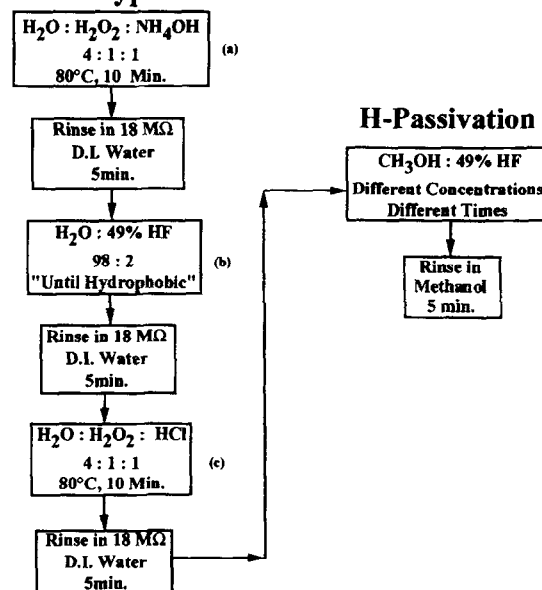 H2O : H2O2 : NH4OH
4 : 1 : 1
80°C, 10 Min.
(a)
Rinse in 18 MΩ
D.I. Water
5min.
H2O : 49% HF
98 : 2
"Until Hydrophobic"
(b)
Rinse in 18 MΩ
D.I. Water
5min.
H2O : H2O2 : HCl
4 : 1 : 1
80°C, 10 Min.
(c)
Rinse in 18 MΩ
D.I. Water
5min.
H-Passivation
CH3OH : 49% HF
Different Concentrations
Different Times
Rinse in
Methanol
5 min.